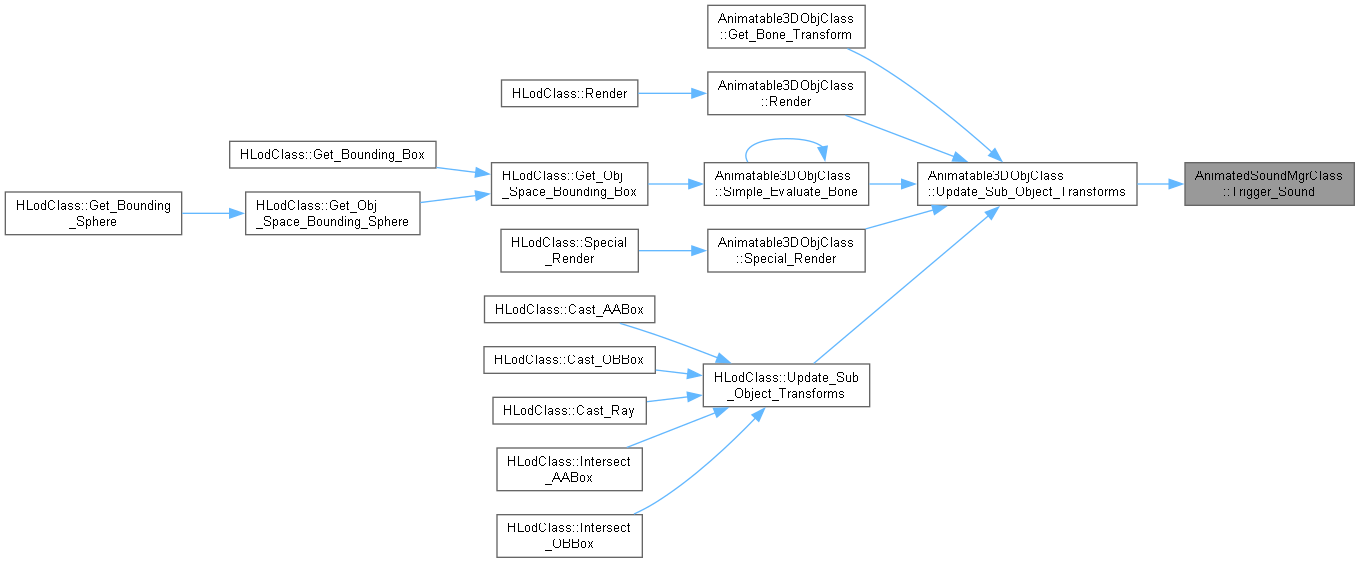 Animatable3DObjClass
::Get_Bone_Transform
HLodClass::Render
Animatable3DObjClass
::Render
HLodClass::Get_Bounding_Box
HLodClass::Get_Bounding
_Sphere
HLodClass::Get_Obj
_Space_Bounding_Sphere
HLodClass::Get_Obj
_Space_Bounding_Box
Animatable3DObjClass
::Simple_Evaluate_Bone
Animatable3DObjClass
::Update_Sub_Object_Transforms
AnimatedSoundMgrClass
::Trigger_Sound
HLodClass::Special
_Render
Animatable3DObjClass
::Special_Render
HLodClass::Cast_AABox
HLodClass::Cast_OBBox
HLodClass::Cast_Ray
HLodClass::Update_Sub
_Object_Transforms
HLodClass::Intersect
_AABox
HLodClass::Intersect
_OBBox